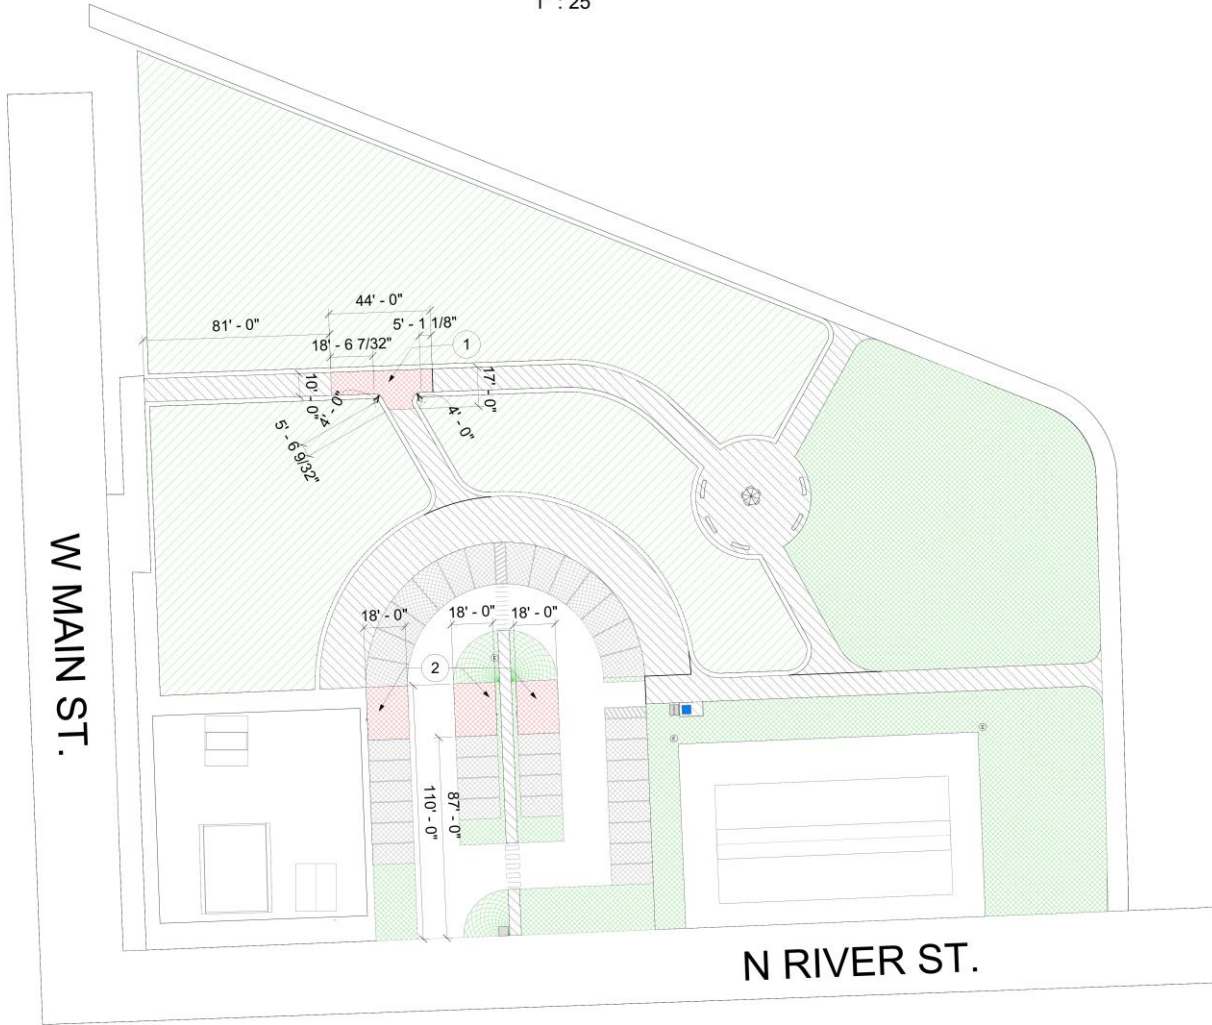 1" : 25'
44' - 0"
81' - 0"
5' - 1 1/8"
18' - 6 7/32"
1
10' - 0"
4' - 0"
17' - 0"
4' - 0"
5' - 6 9/32"
W MAIN ST.
18' - 0"
18' - 0"
18' - 0"
2
E
E
E
110' - 0"
87' - 0"
N RIVER ST.